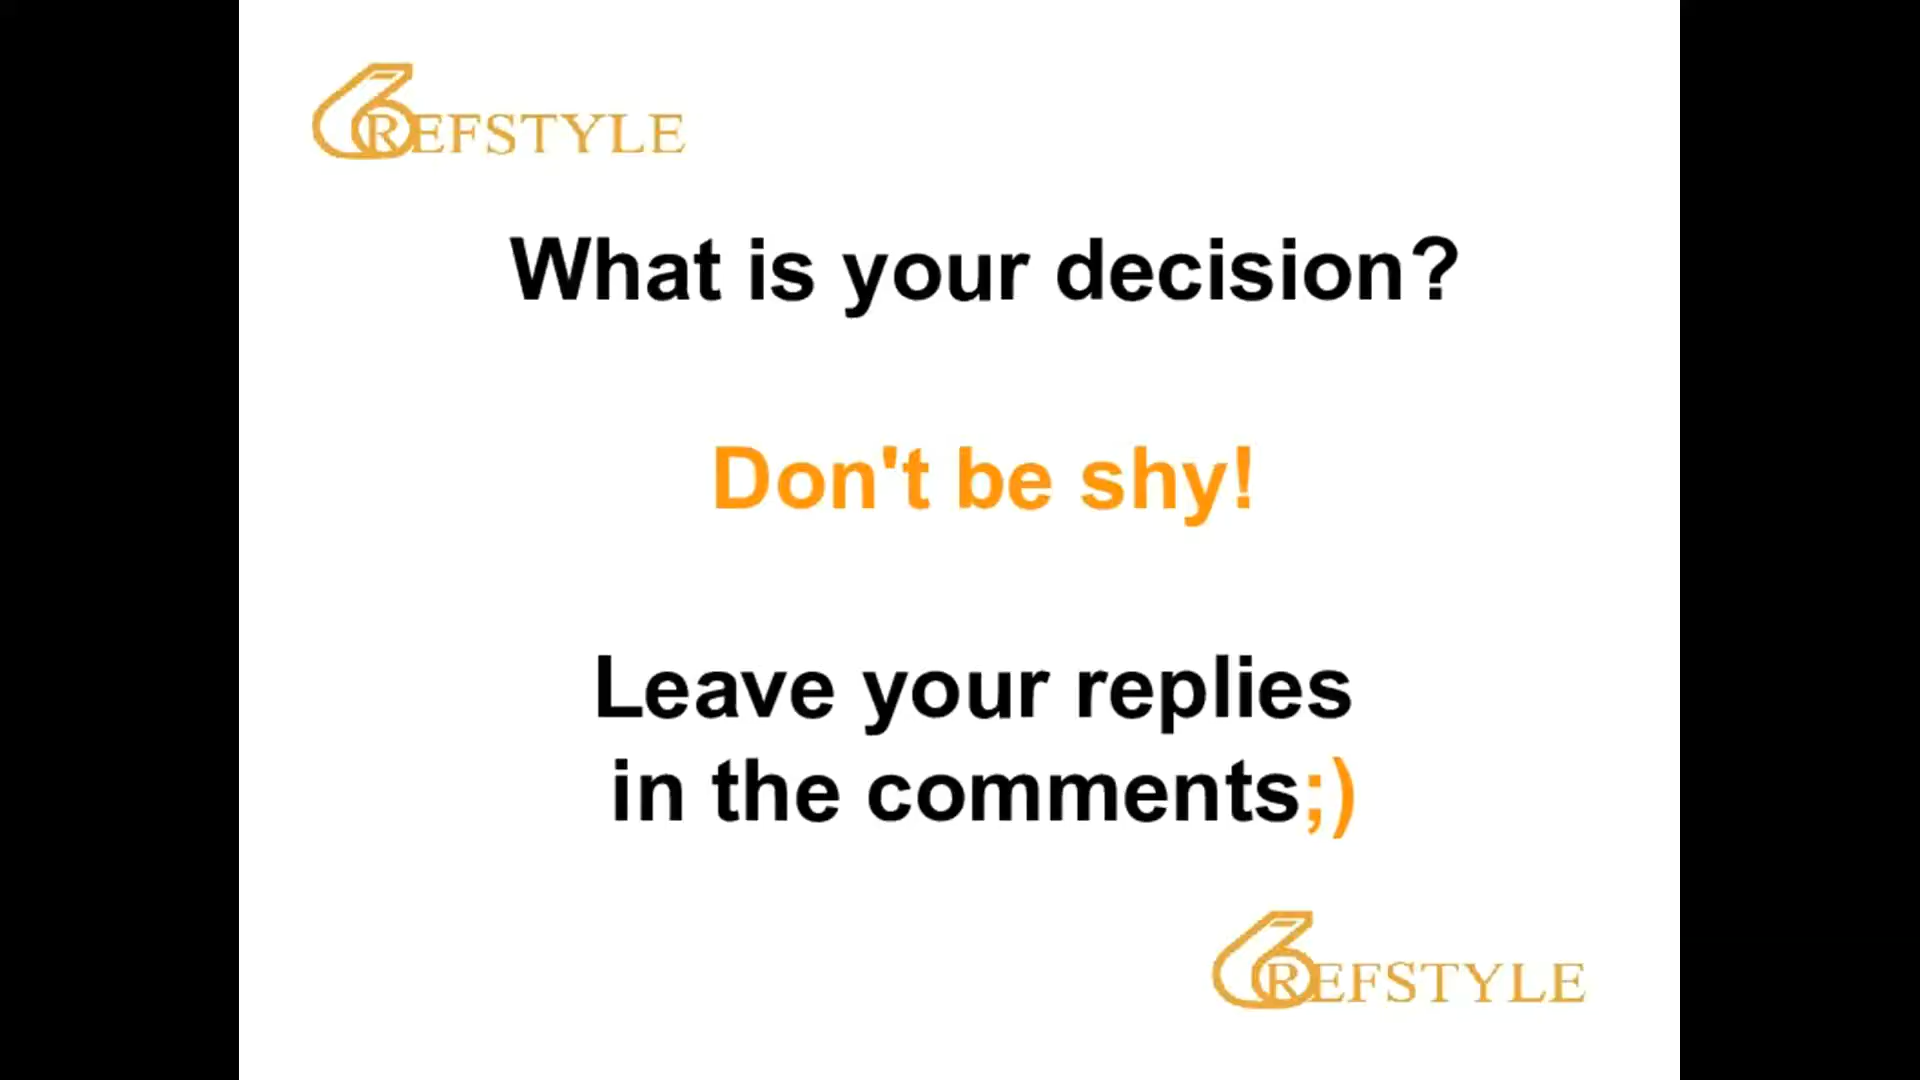 REFSTYLE
What is your decision?
Don't be shy!
Leave your replies
in the comments;)
REFSTYLE